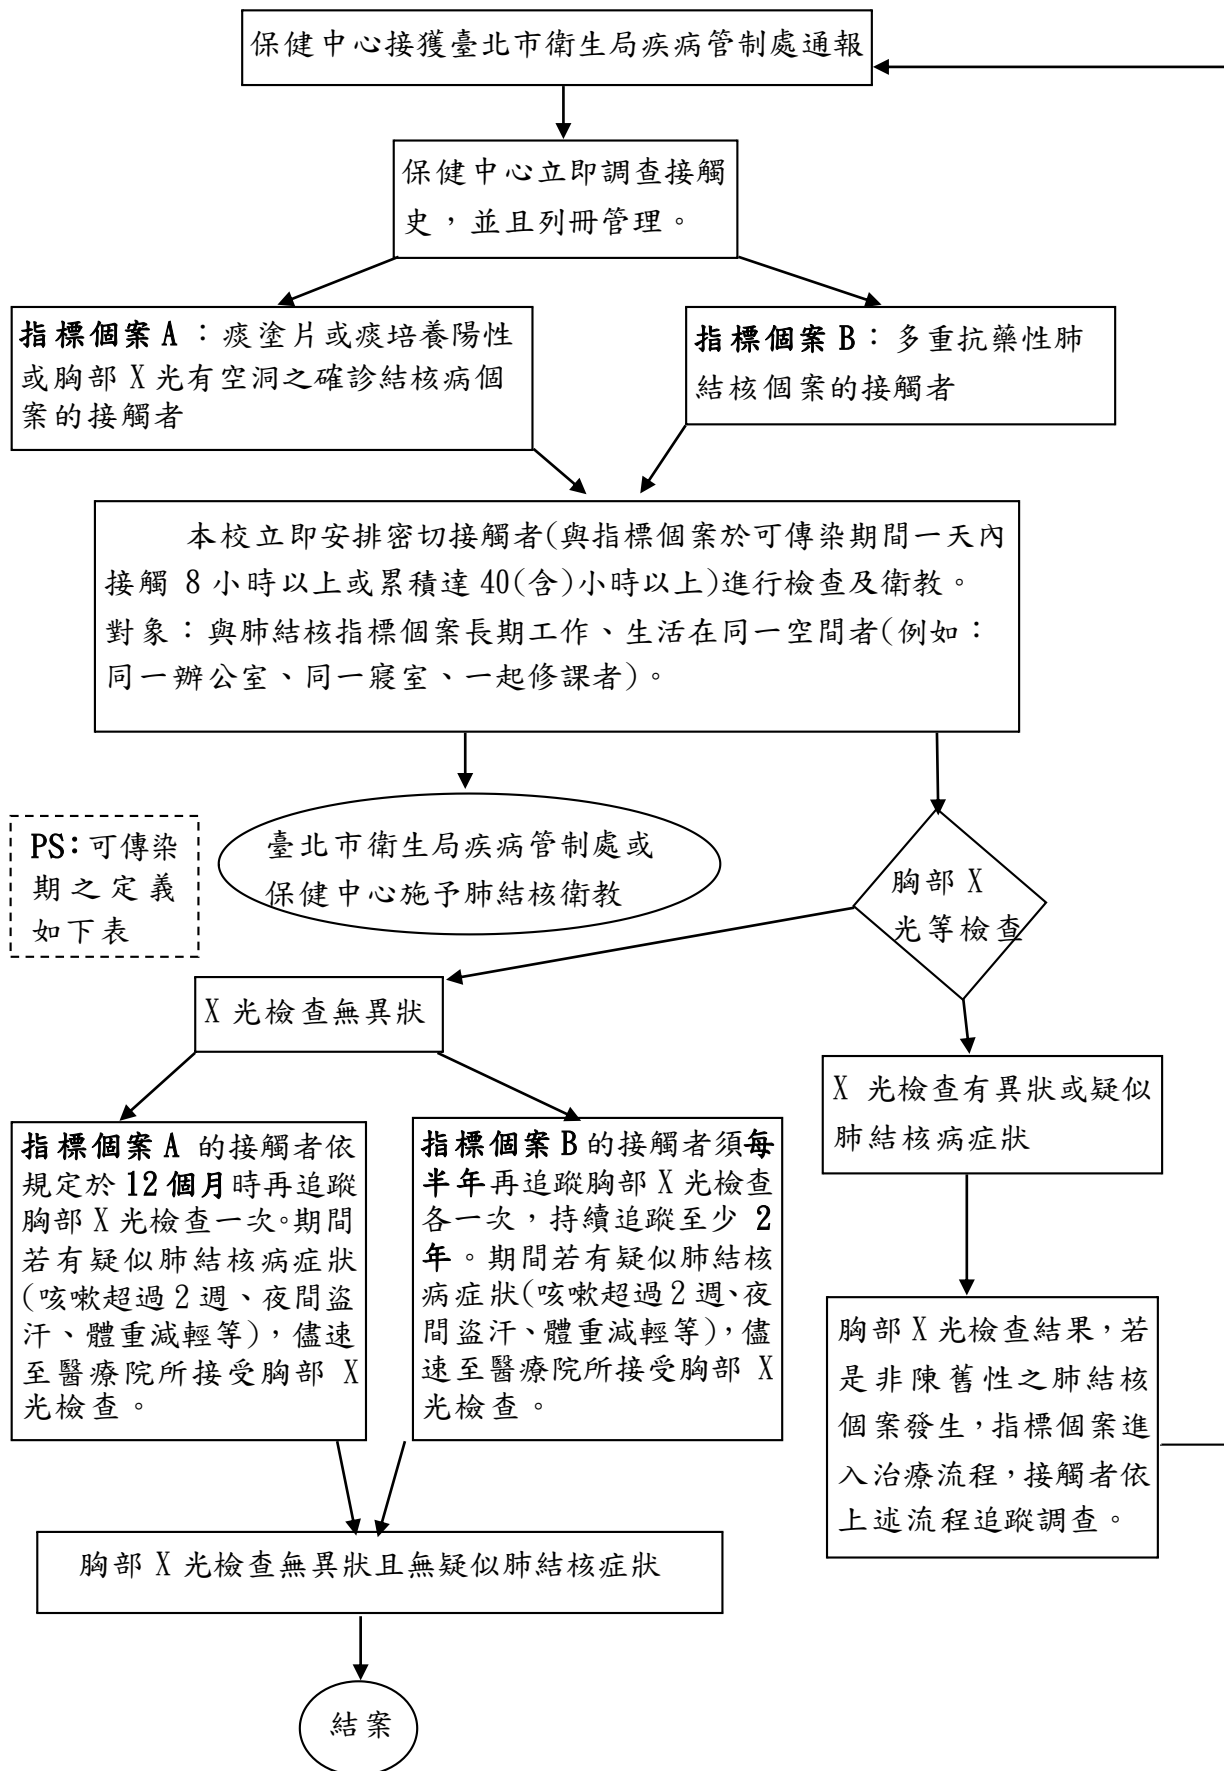 保健中心接獲臺北市衛生局疾病管制處通報
保健中心立即調查接觸
史，並且列冊管理。
指標個案 A：痰塗片或痰培養陽性
或胸部 X 光有空洞之確診結核病個
案的接觸者
指標個案 B：多重抗藥性肺
結核個案的接觸者
本校立即安排密切接觸者(與指標個案於可傳染期間一天內
接觸 8 小時以上或累積達 40(含)小時以上)進行檢查及衛教。
對象：與肺結核指標個案長期工作、生活在同一空間者(例如：
同一辦公室、同一寢室、一起修課者)。
臺北市衛生局疾病管制處或
保健中心施予肺結核衛教
PS：可傳染
期之定義
如下表
胸部 X
光等檢查
X 光檢查無異狀
X 光檢查有異狀或疑似
肺結核病症狀
指標個案 A 的接觸者依
規定於 12 個月時再追蹤
胸部 X 光檢查一次。期間
若有疑似肺結核病症狀
(咳嗽超過 2 週、夜間盜
汗、體重減輕等)，儘速
至醫療院所接受胸部 X
光檢查。
指標個案 B 的接觸者須每
半年再追蹤胸部 X 光檢查
各一次，持續追蹤至少 2
年。期間若有疑似肺結核
病症狀(咳嗽超過 2 週、夜
間盜汗、體重減輕等)，儘
速至醫療院所接受胸部 X
光檢查。
胸部 X 光檢查結果，若
是非陳舊性之肺結核
個案發生，指標個案進
入治療流程，接觸者依
上述流程追蹤調查。
胸部 X 光檢查無異狀且無疑似肺結核症狀
結案